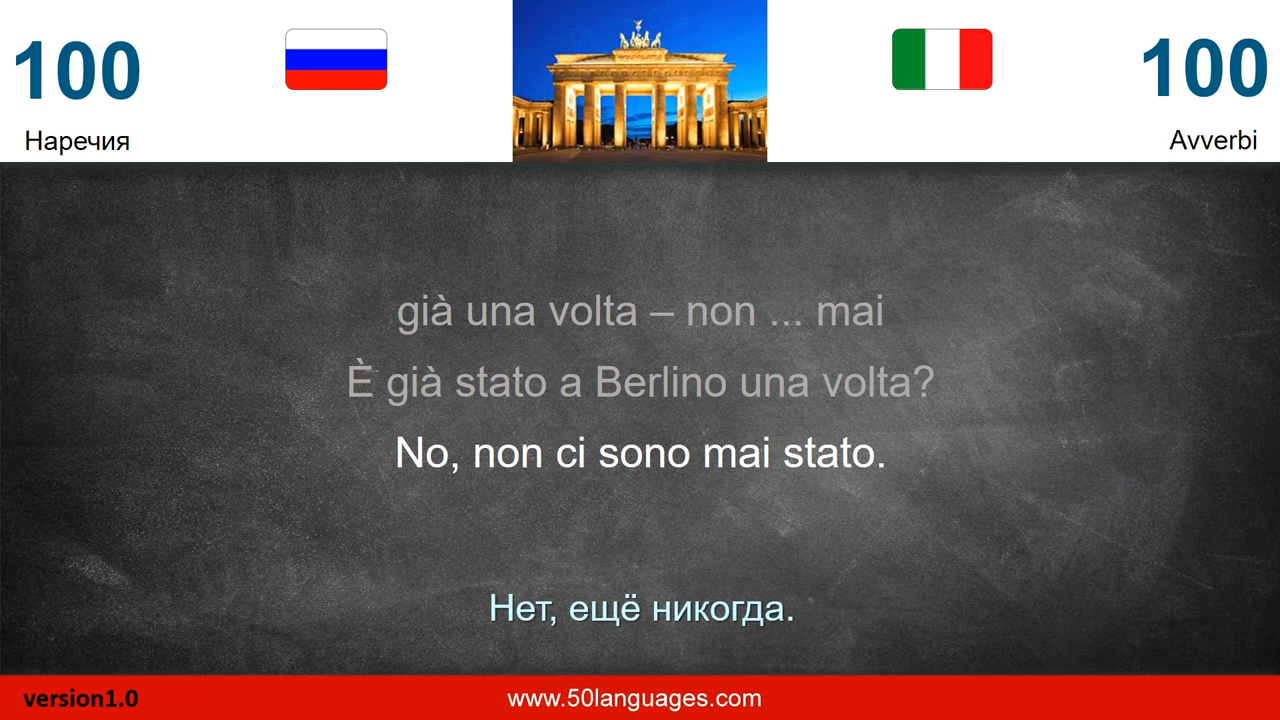 100
100
Наречия
Avverbi
già una volta – non ... mai
È già stato a Berlino una volta?
No, non ci sono mai stato.
Нет, ещё никогда.
version1.0
www.50languages.com